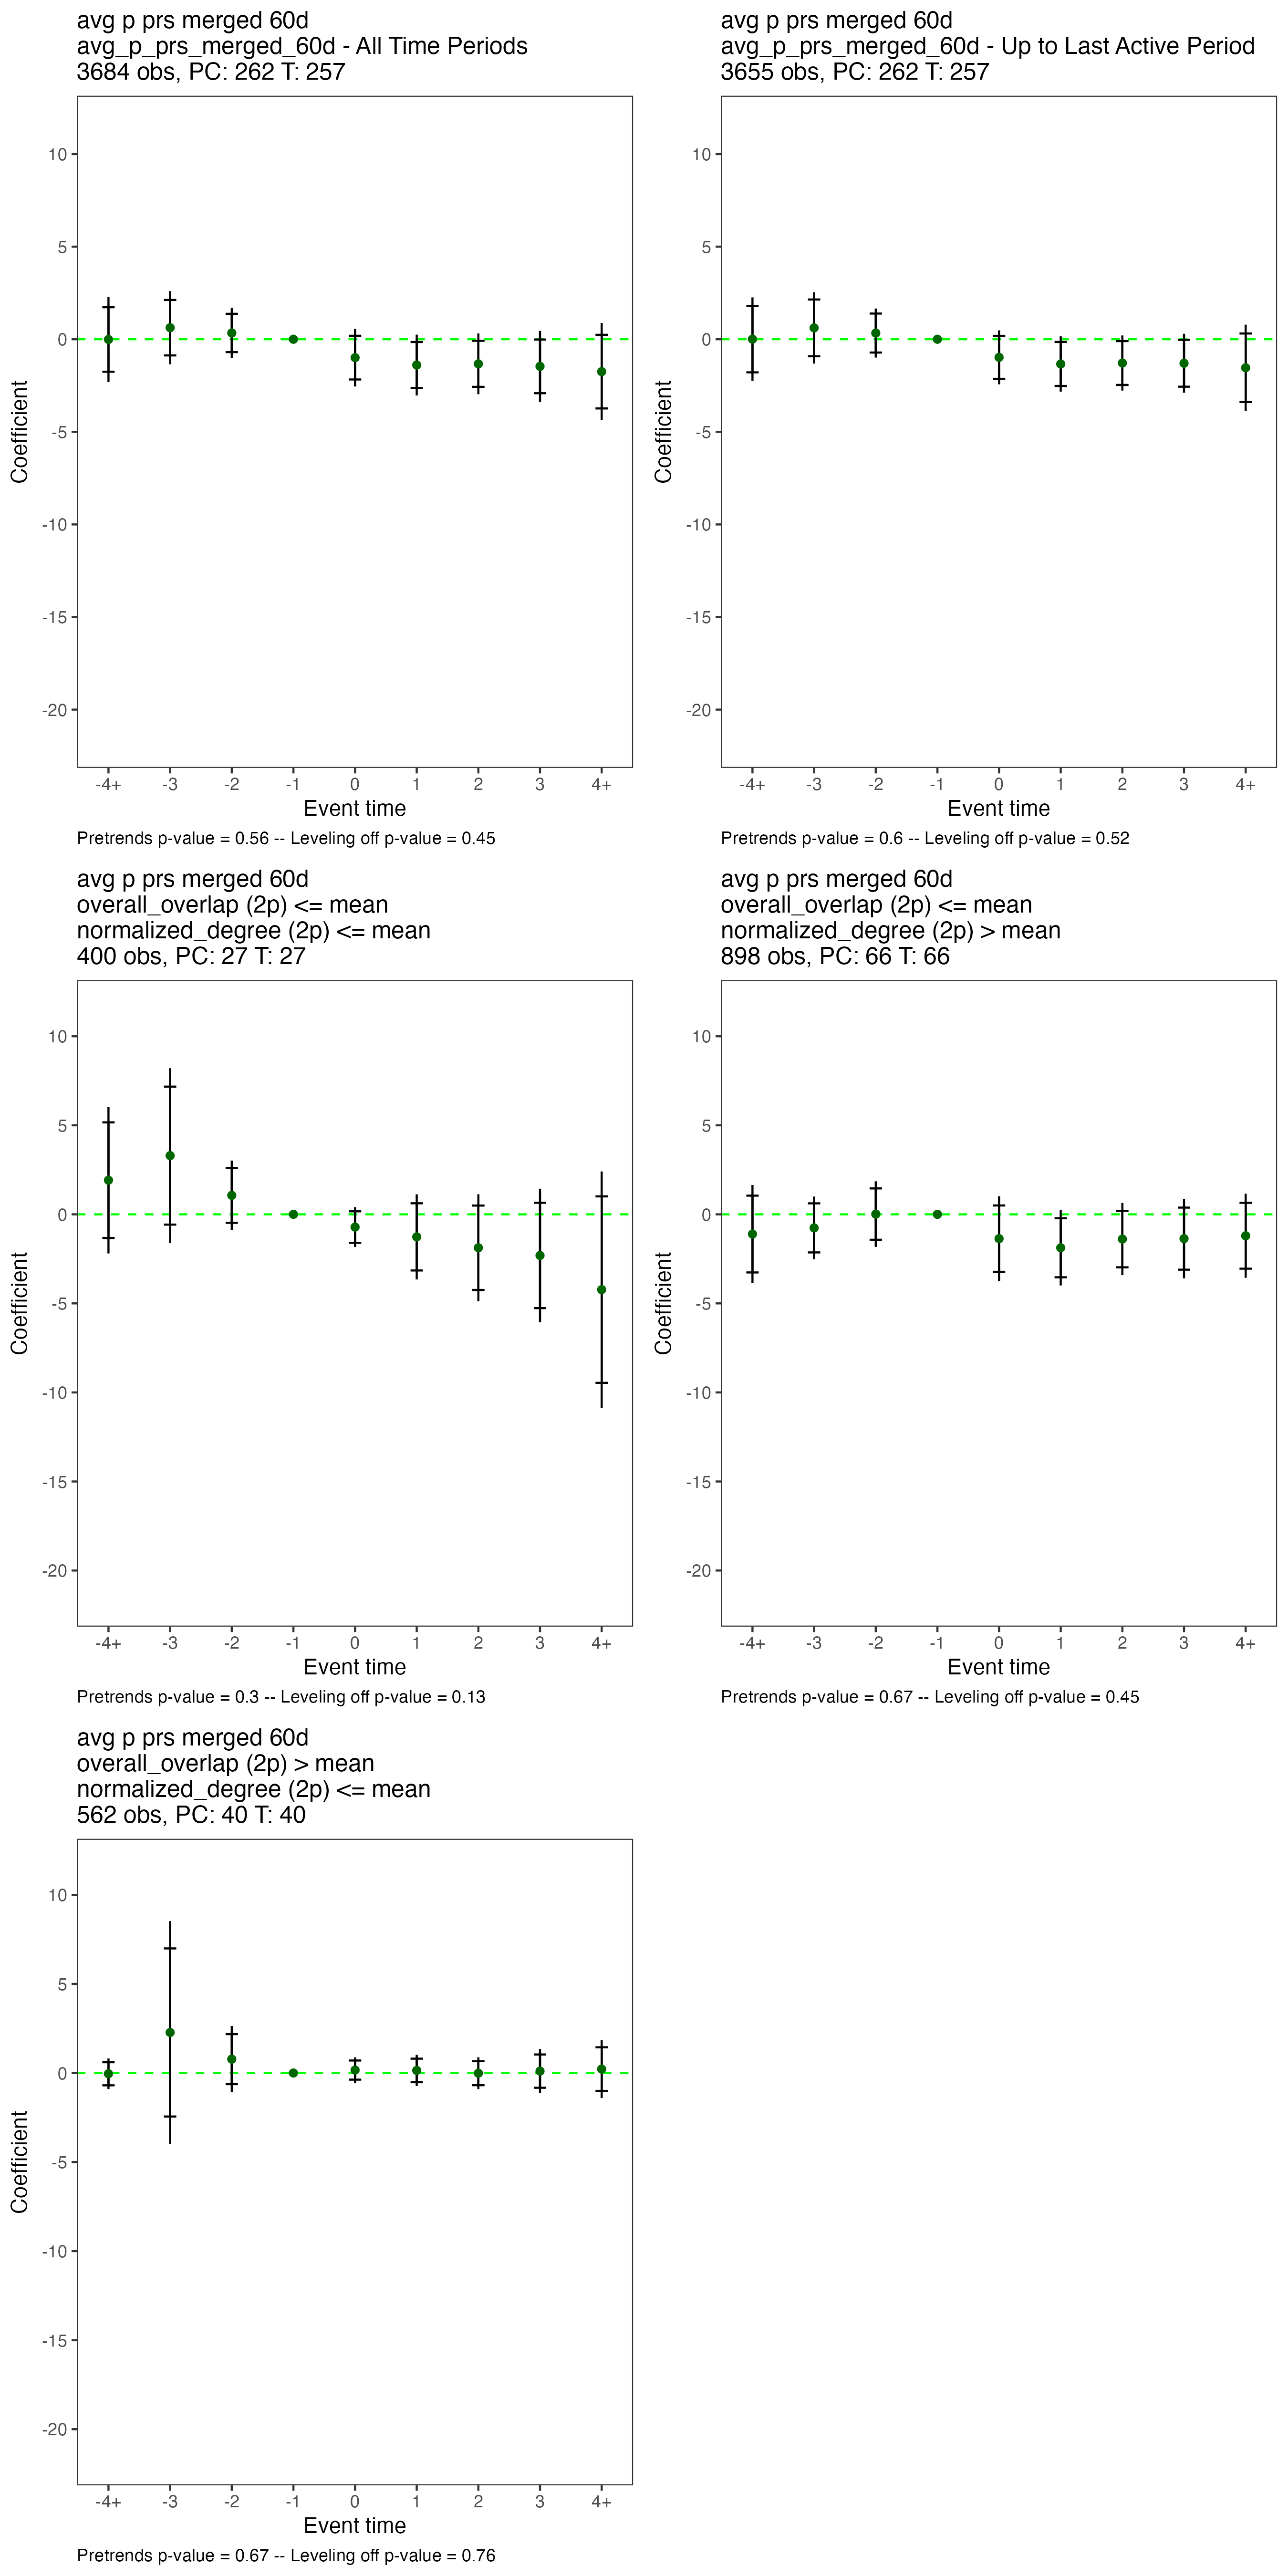 avg p prs merged 60d
avg_p_prs_merged_60d - All Time Periods
3684 obs, PC: 262 T: 257
10
5
0
-5
-10
-15
-20
Coefficient
-4+ -3 -2 -1 0 1 2 3 4+
Event time
Pretrends p-value = 0.56 -- Leveling off p-value = 0.45
avg p prs merged 60d
avg_p_prs_merged_60d - Up to Last Active Period
3655 obs, PC: 262 T: 257
10
5
0
-5
-10
-15
-20
Coefficient
-4+ -3 -2 -1 0 1 2 3 4+
Event time
Pretrends p-value = 0.6 -- Leveling off p-value = 0.52
avg p prs merged 60d
overall_overlap (2p) <= mean
normalized_degree (2p) <= mean
400 obs, PC: 27 T: 27
10
5
0
-5
-10
-15
-20
Coefficient
-4+ -3 -2 -1 0 1 2 3 4+
Event time
Pretrends p-value = 0.3 -- Leveling off p-value = 0.13
avg p prs merged 60d
overall_overlap (2p) <= mean
normalized_degree (2p) > mean
898 obs, PC: 66 T: 66
10
5
0
-5
-10
-15
-20
Coefficient
-4+ -3 -2 -1 0 1 2 3 4+
Event time
Pretrends p-value = 0.67 -- Leveling off p-value = 0.45
avg p prs merged 60d
overall_overlap (2p) > mean
normalized_degree (2p) <= mean
562 obs, PC: 40 T: 40
10
5
0
-5
-10
-15
-20
Coefficient
-4+ -3 -2 -1 0 1 2 3 4+
Event time
Pretrends p-value = 0.67 -- Leveling off p-value = 0.76